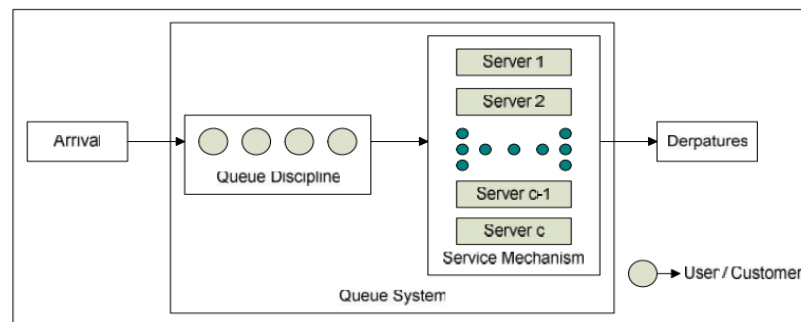 Server 1
Server 2
Arrival
Derpatures
Queue Discipline
Server c-1
Server c
Service Mechanism
User / Customer
Queue System